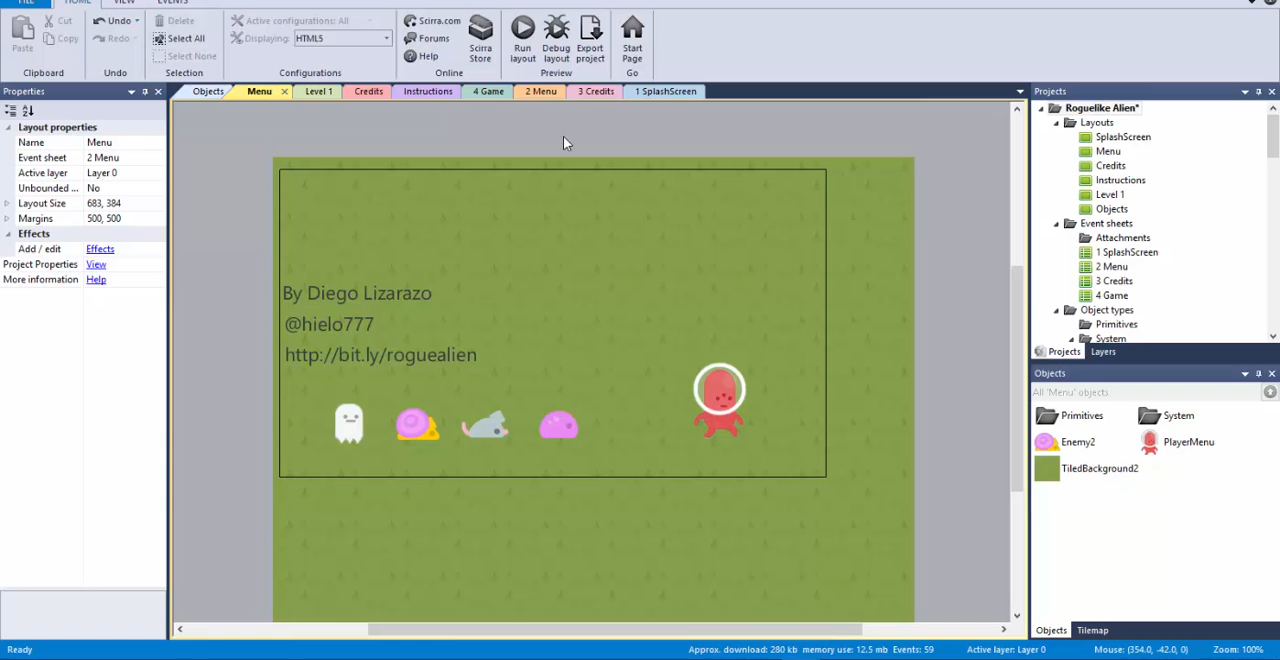 FILE HOME VIEW EVENTS
Paste Cut Copy Undo Redo Delete Select All Select None Active configurations: All Displaying: HTML5 Scirra.com Forums Help Scirra Store Run layout Debug layout Export project Start Page
Clipboard Undo Selection Configurations Online Preview Go
Properties
Objects Menu Level 1 Credits Instructions 4 Game 2 Menu 3 Credits 1 SplashScreen
Projects
Layout properties
Name Menu
Event sheet 2 Menu
Active layer Layer 0
Unbounded ... No
Layout Size 683, 384
Margins 500, 500
Effects
Add / edit Effects
Project Properties View
More information Help
By Diego Lizarazo
@hielo777
http://bit.ly/roguealien
Roguelike Alien*
Layouts
SplashScreen
Menu
Credits
Instructions
Level 1
Objects
Event sheets
Attachments
1 SplashScreen
2 Menu
3 Credits
4 Game
Object types
Primitives
System
Projects Layers
Objects
All 'Menu' objects
Primitives System
Enemy2 PlayerMenu
TiledBackground2
Objects Tilemap
Ready Approx. download: 280 kb memory use: 12.5 mb Events: 59 Active layer: Layer 0 Mouse: (354.0, -42.0, 0) Zoom: 100%